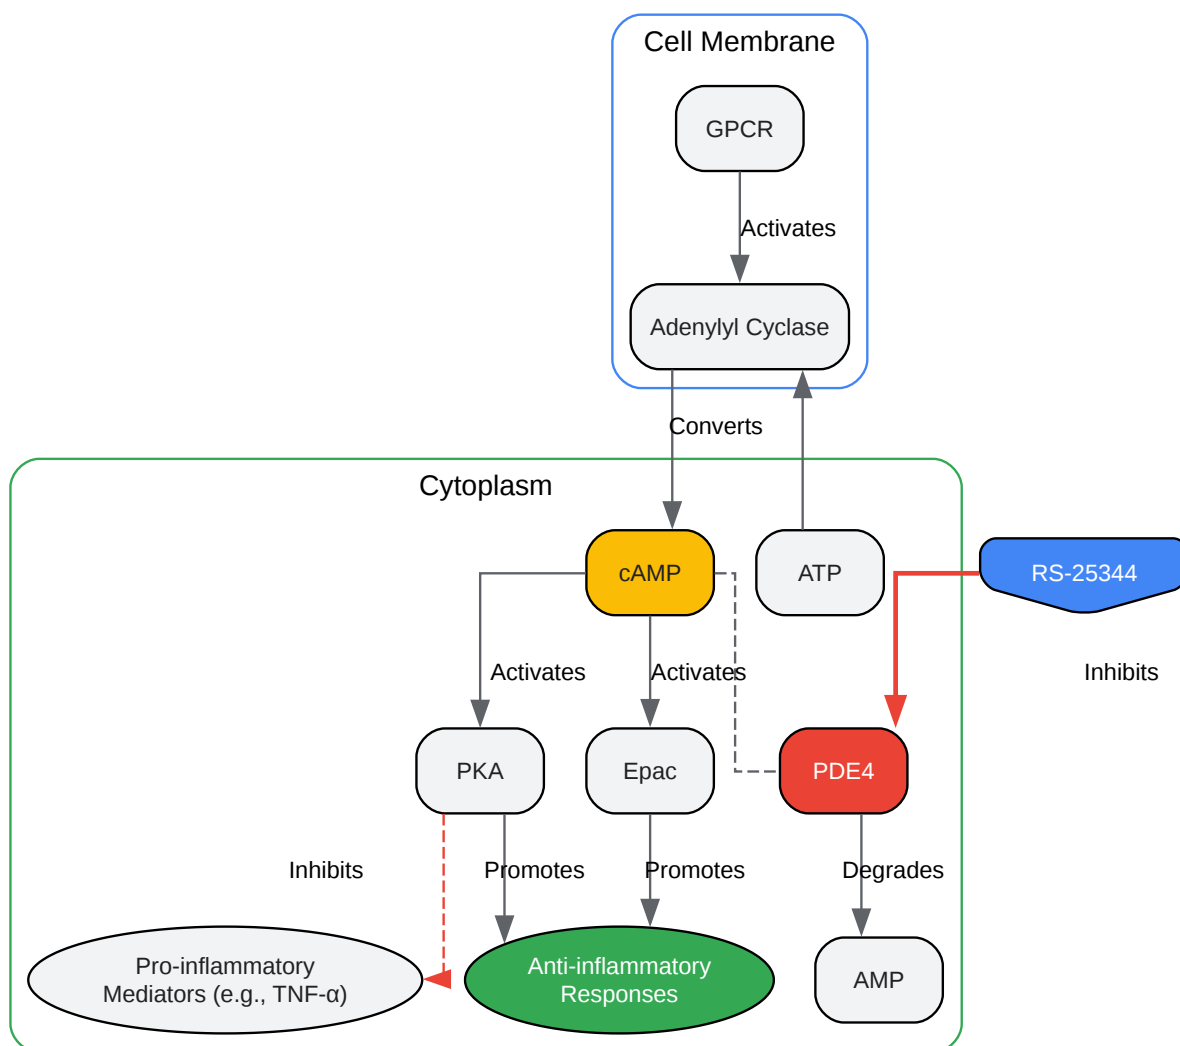 Cell Membrane
GPCR
Activates
Adenylyl Cyclase
Converts
Cytoplasm
cAMP
ATP
RS-25344
Activates
Activates
Inhibits
PKA
Epac
PDE4
Inhibits
Promotes
Promotes
Degrades
Pro-inflammatory
Mediators (e.g., TNF-α)
Anti-inflammatory
Responses
AMP